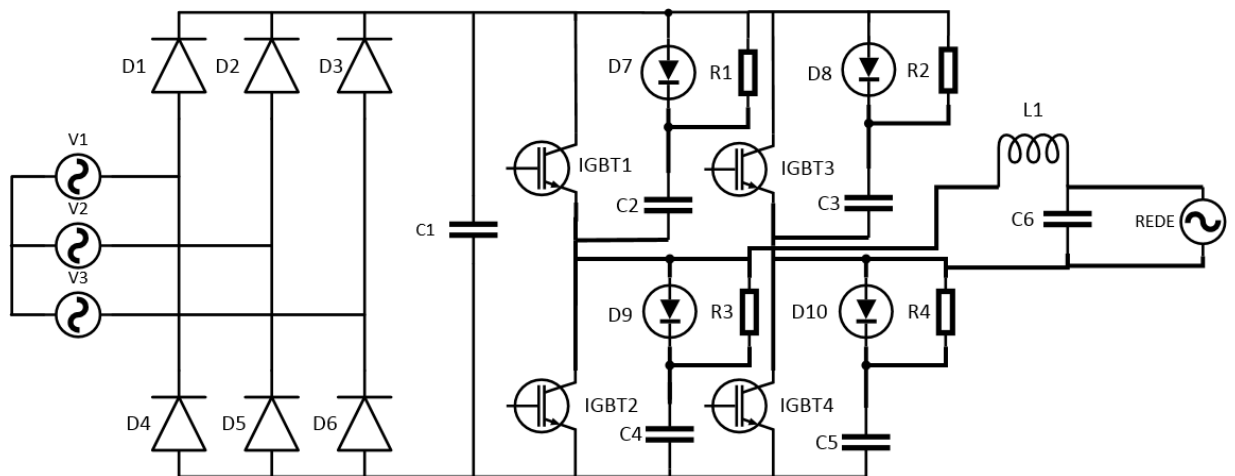 D1
D2
D3
D7
R1
D8
R2
L1
V1
IGBT1
IGBT3
V2
C2
C3
C1
C6
REDE
V3
D9
R3
D10
R4
D4
D5
D6
IGBT2
IGBT4
C4
C5